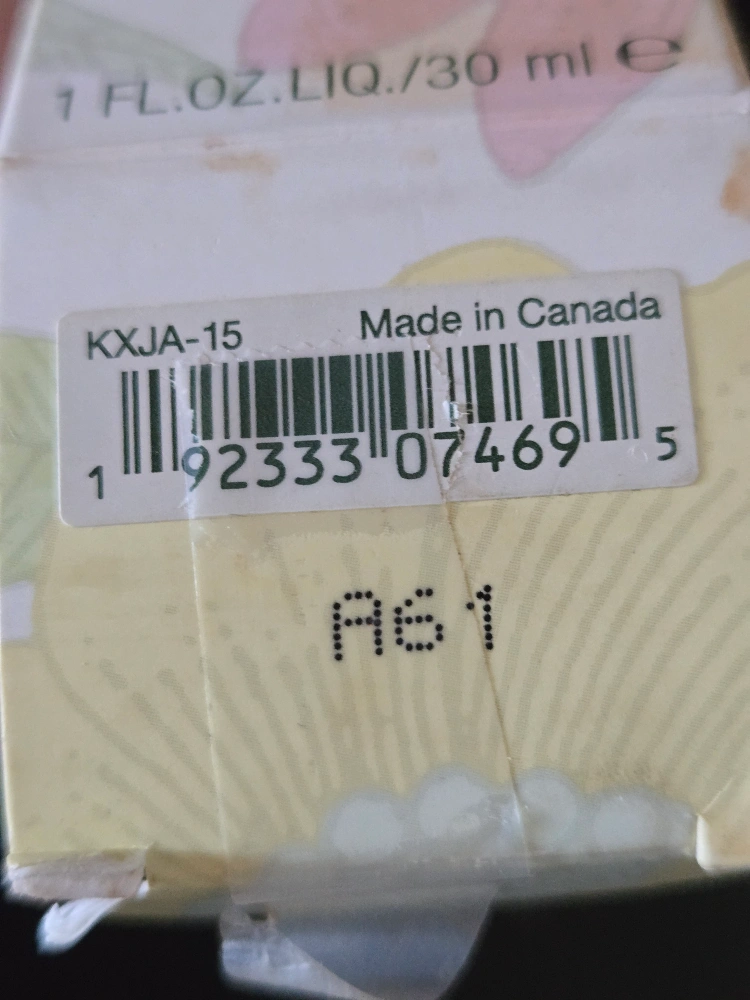 1 FL.OZ.LIQ./30 ml ℮
KXJA-15 Made in Canada
1 92333 07469 5
A61